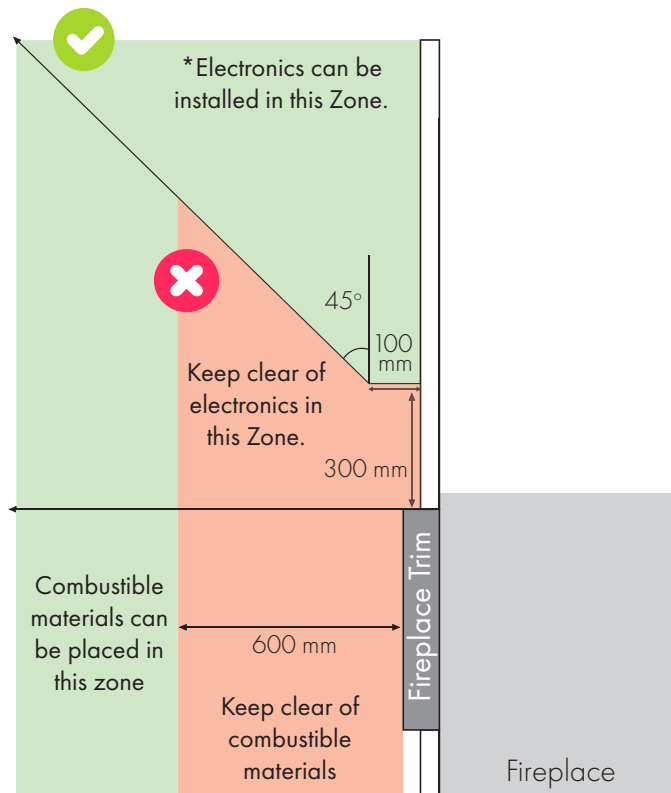 *Electronics can be
installed in this Zone.
45°
100
mm
Keep clear of
electronics in
this Zone.
300 mm
Combustible
materials can
be placed in
this zone
600 mm
Fireplace Trim
Keep clear of
combustible
materials
Fireplace